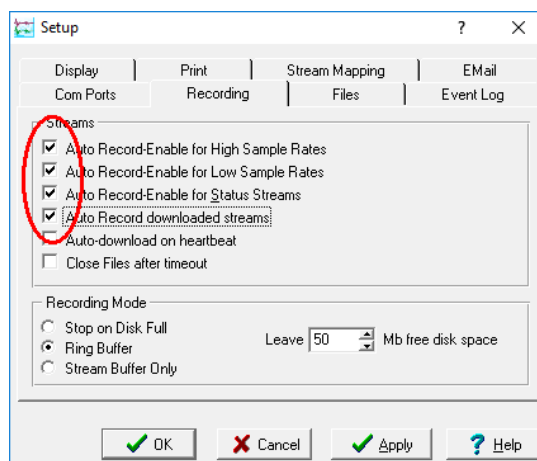 Setup
?
Display
Print
Stream Mapping
EMail
Com Ports
Recording
Files
Event Log
Streams
Auto Record-Enable for High Sample Rates
Auto Record-Enable for Low Sample Rates
Auto Record-Enable for Status Streams
Auto Record downloaded streams
Auto-download on heartbeat
Close Files after timeout
Recording Mode
Stop on Disk Full
Ring Buffer
Stream Buffer Only
Leave 50 Mb free disk space
OK
Cancel
Apply
? Help